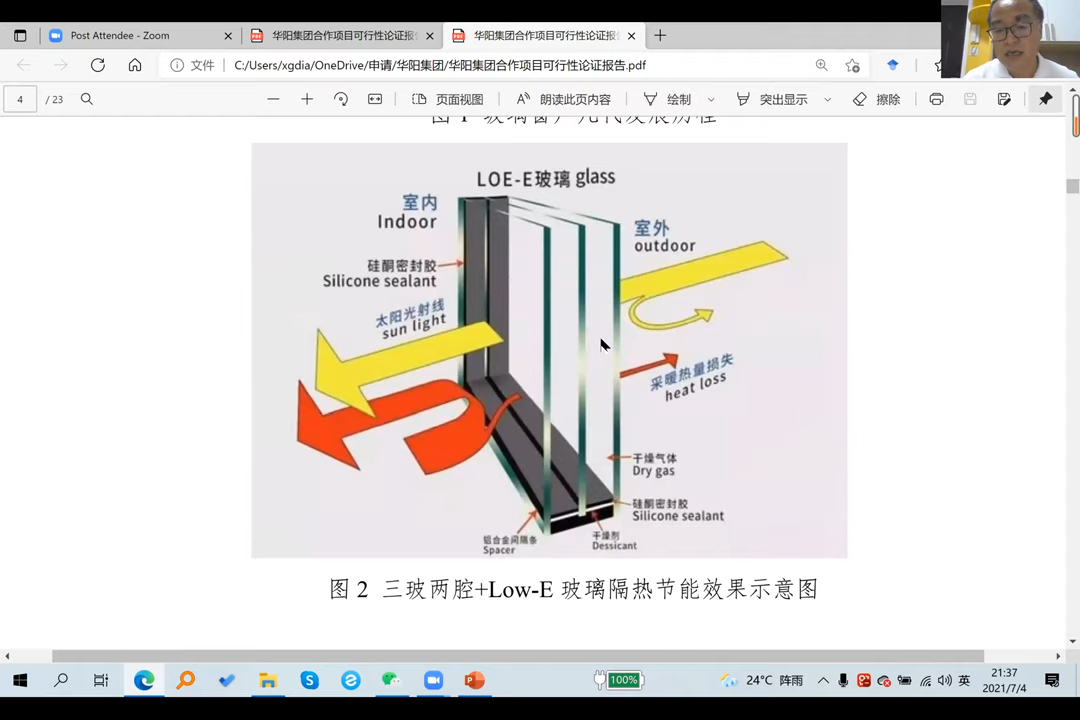 Post Attendee - Zoom
华阳集团合作项目可行性论证报
华阳集团合作项目可行性论证报
文件
C:/Users/xgdia/OneDrive/申请/华阳集团/华阳集团合作项目可行性论证报告.pdf
4 / 23
页面视图
朗读此页内容
绘制
突出显示
擦除
LOE-E玻璃 glass
室内
Indoor
室外
outdoor
硅酮密封胶
Silicone sealant
太阳光射线
sun light
采暖热量损失
heat loss
干燥气体
Dry gas
硅酮密封胶
Silicone sealant
铝合金间隔条
Spacer
干燥剂
Dessicant
图 2 三玻两腔+Low-E 玻璃隔热节能效果示意图
100%
24°C 阵雨
英
21:37
2021/7/4